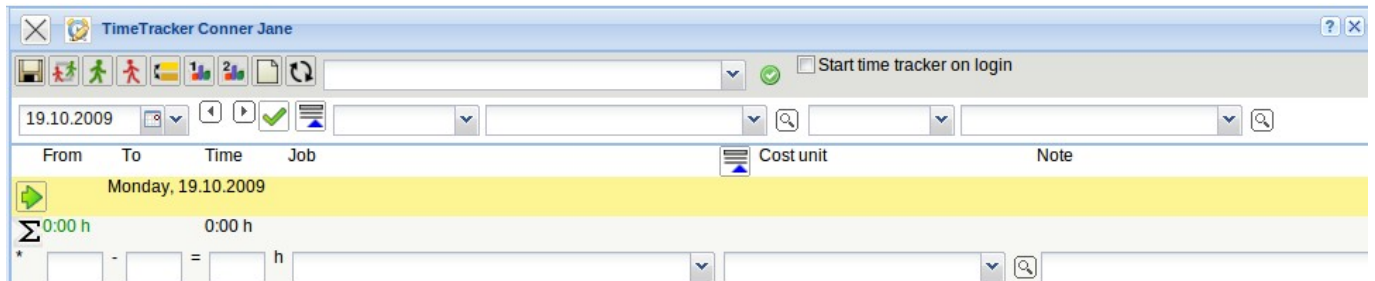 TimeTracker Conner Jane
Start time tracker on login
19.10.2009
From To Time Job Cost unit Note
Monday, 19.10.2009
Σ 0:00 h 0:00 h
* - = h